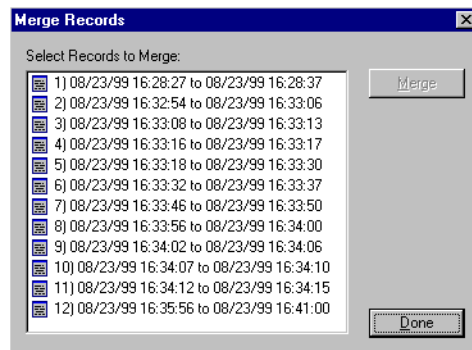 Merge Records
Select Records to Merge:
1) 08/23/99 16:28:27 to 08/23/99 16:28:37
2) 08/23/99 16:32:54 to 08/23/99 16:33:06
3) 08/23/99 16:33:08 to 08/23/99 16:33:13
4) 08/23/99 16:33:16 to 08/23/99 16:33:17
5) 08/23/99 16:33:18 to 08/23/99 16:33:30
6) 08/23/99 16:33:32 to 08/23/99 16:33:37
7) 08/23/99 16:33:46 to 08/23/99 16:33:50
8) 08/23/99 16:33:56 to 08/23/99 16:34:00
9) 08/23/99 16:34:02 to 08/23/99 16:34:06
10) 08/23/99 16:34:07 to 08/23/99 16:34:10
11) 08/23/99 16:34:12 to 08/23/99 16:34:15
12) 08/23/99 16:35:56 to 08/23/99 16:41:00
Merge
Done